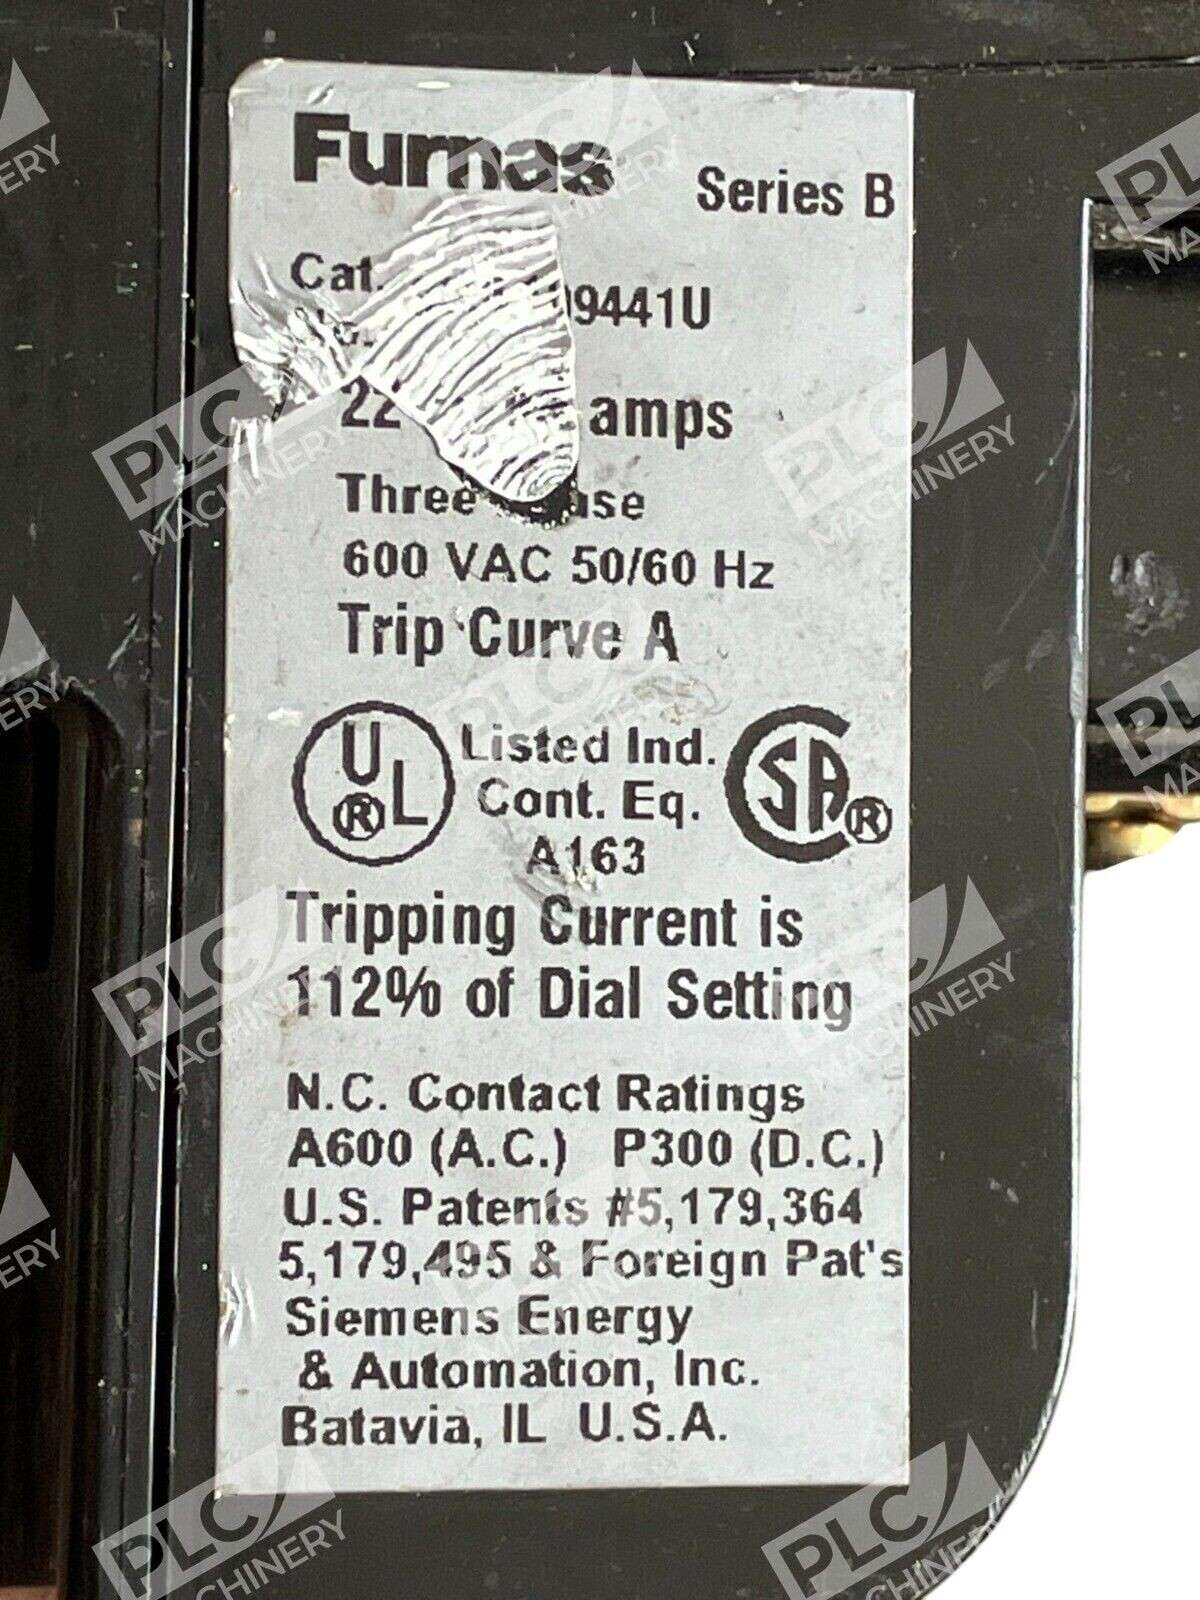 Furnas
Series B
Cat.
9441U
22 amps
Three
600 VAC 50/60 Hz
Trip Curve A
UL
®
Listed Ind.
Cont. Eq.
A163
SA ®
Tripping Current is
112% of Dial Setting
N.C. Contact Ratings
A600 (A.C.) P300 (D.C.)
U.S. Patents #5,179,364
5,179,495 & Foreign Pat's
Siemens Energy
& Automation, Inc.
Batavia, IL U.S.A.
PLC
MACHINERY